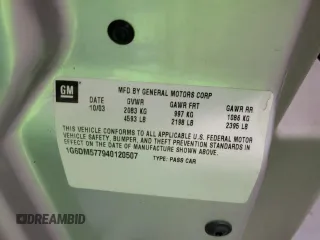 GM
MFG BY GENERAL MOTORS CORP
DATE GVWR GAWR FRT GAWR RR
10/03 2083 KG 997 KG 1086 KG
4593 LB 2198 LB 2395 LB
THIS VEHICLE CONFORMS TO ALL APPLICABLE U.S. FEDERAL MOTOR
VEHICLE SAFETY, BUMPER, AND THEFT PREVENTION STANDARDS
IN EFFECT ON THE DATE OF MANUFACTURE SHOWN ABOVE.
1G6DM577940120507 TYPE: PASS CAR
DREAMBID